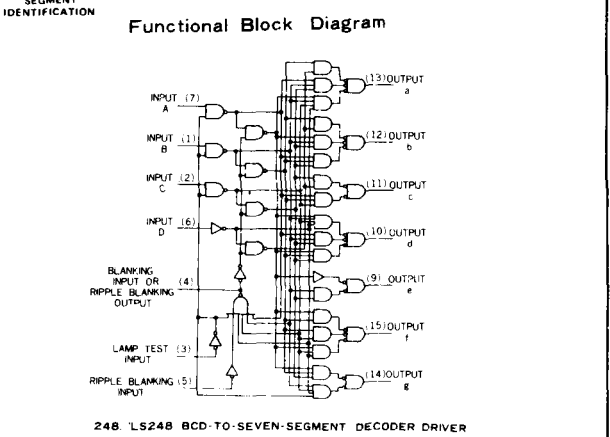 SEGMENT
IDENTIFICATION
Functional Block Diagram
INPUT (7)
A
INPUT (1)
B
INPUT (2)
C
INPUT (6)
D
BLANKING
INPUT OR (4)
RIPPLE BLANKING
OUTPUT
LAMP TEST (3)
INPUT
RIPPLE BLANKING (5)
INPUT
(13) OUTPUT
a
(12) OUTPUT
b
(11) OUTPUT
c
(10) OUTPUT
d
(9) OUTPUT
e
(15) OUTPUT
f
(14) OUTPUT
g
248. 'LS248 BCD-TO-SEVEN-SEGMENT DECODER DRIVER